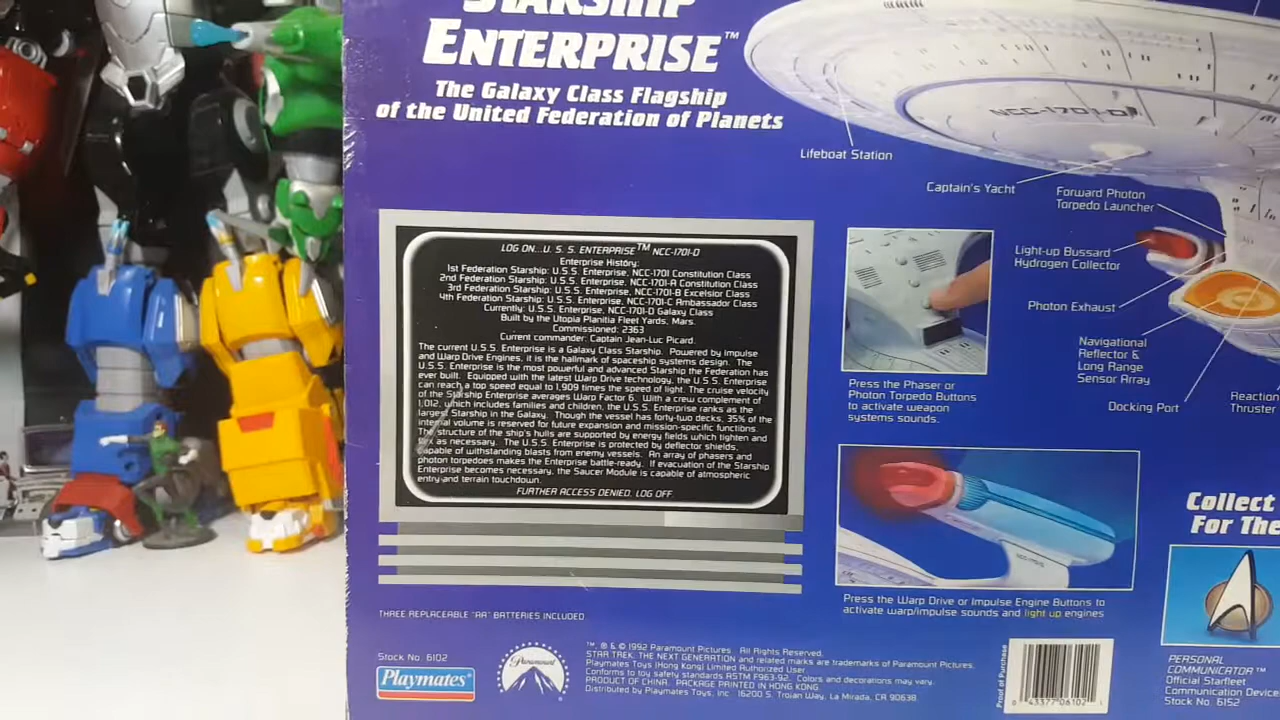 STARSHIP
ENTERPRISE™
The Galaxy Class Flagship
of the United Federation of Planets
NCC-1701-D
Lifeboat Station
Captain's Yacht
Forward Photon
Torpedo Launcher
Light-up Bussard
Hydrogen Collector
Photon Exhaust
Navigational
Reflector &
Long Range
Sensor Array
Docking Port
Reaction
Thruster
LOG ON...U. S. S. ENTERPRISE™ NCC-1701-D
Enterprise History:
1st Federation Starship: U.S.S. Enterprise, NCC-1701 Constitution Class
2nd Federation Starship: U.S.S. Enterprise, NCC-1701-A Constitution Class
3rd Federation Starship: U.S.S. Enterprise, NCC-1701-B Excelsior Class
4th Federation Starship: U.S.S. Enterprise, NCC-1701-C Ambassador Class
Currently: U.S.S. Enterprise, NCC-1701-D Galaxy Class
Built by the Utopia Planitia Fleet Yards, Mars.
Commissioned: 2363
Current commander: Captain Jean-Luc Picard.
The current U.S.S. Enterprise is a Galaxy Class Starship. Powered by Impulse
and Warp Drive Engines, it is the hallmark of spaceship systems design. The
U.S.S. Enterprise is the most powerful and advanced Starship the Federation has
ever built. Equipped with the latest Warp Drive technology, the U.S.S. Enterprise
can reach a top speed equal to 1,909 times the speed of light. The cruise velocity
of the Starship Enterprise averages Warp Factor 6. With a crew complement of
1,012, which includes families and children, the U.S.S. Enterprise ranks as the
largest Starship in the Galaxy. Though the vessel has forty-two decks, 35% of the
internal volume is reserved for future expansion and mission-specific functions.
The structure of the ship's hulls are supported by energy fields which tighten and
flex as necessary. The U.S.S. Enterprise is protected by deflector shields,
capable of withstanding blasts from enemy vessels. An array of phasers and
photon torpedoes makes the Enterprise battle-ready. If evacuation of the Starship
Enterprise becomes necessary, the Saucer Module is capable of atmospheric
entry and terrain touchdown.
FURTHER ACCESS DENIED. LOG OFF.
Press the Phaser or
Photon Torpedo Buttons
to activate weapon
systems sounds.
Press the Warp Drive or Impulse Engine Buttons to
activate warp/impulse sounds and light up engines
Collect
For The
THREE REPLACEABLE "AA" BATTERIES INCLUDED
Stock No. 6102
Playmates
Paramount
™, ® & © 1992 Paramount Pictures. All Rights Reserved.
STAR TREK: THE NEXT GENERATION and related marks are trademarks of Paramount Pictures.
Playmates Toys (Hong Kong) Limited Authorized User.
Conforms to toy safety standards ASTM F963-92. Colors and decorations may vary.
PRODUCT OF CHINA. PACKAGE PRINTED IN HONG KONG.
Distributed by Playmates Toys, Inc. 16200 S. Trojan Way, La Mirada, CA 90638.
Proof of Purchase
0 43377 06102 1
PERSONAL
COMMUNICATOR™
Official Starfleet
Communication Device
Stock No. 6152